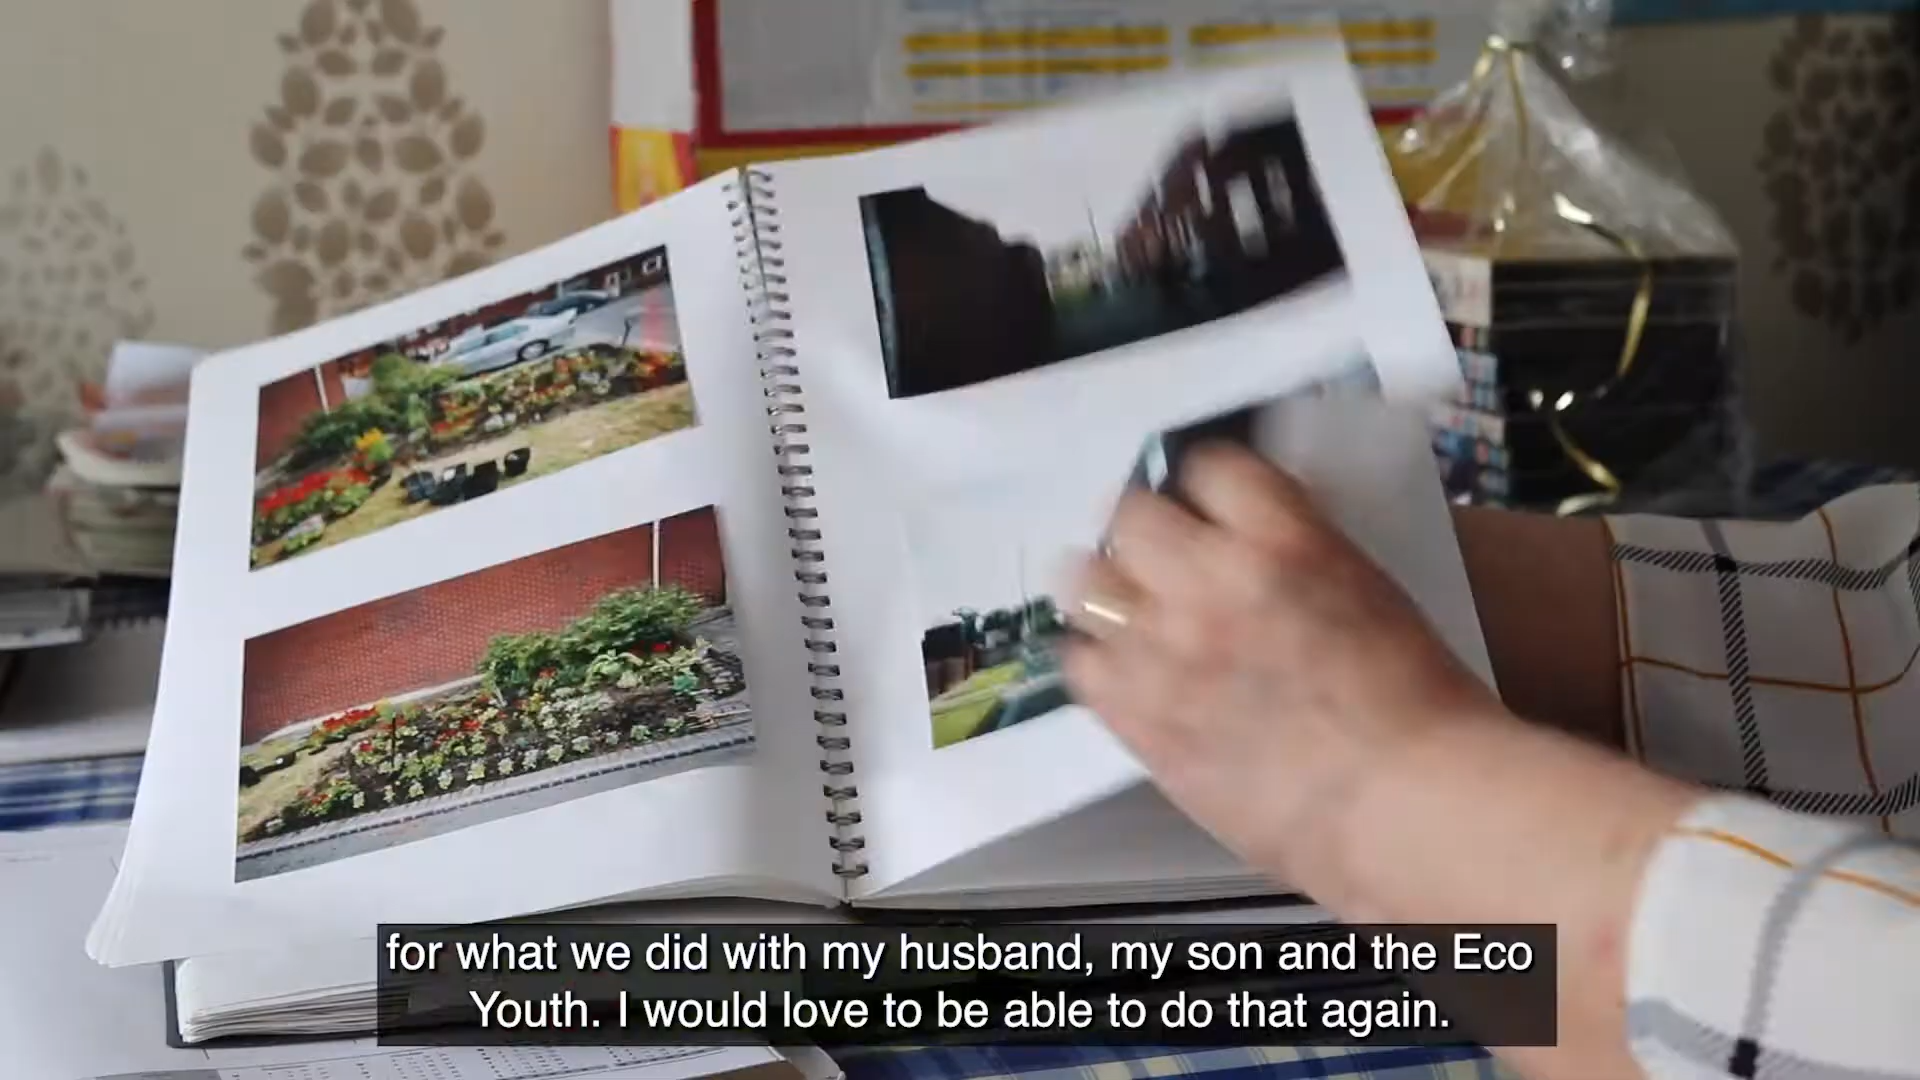 for what we did with my husband, my son and the Eco
Youth. I would love to be able to do that again.